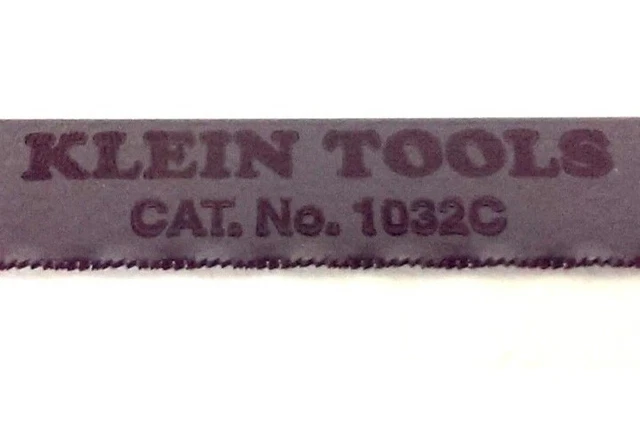 KLEIN TOOLS
CAT. No. 1032C